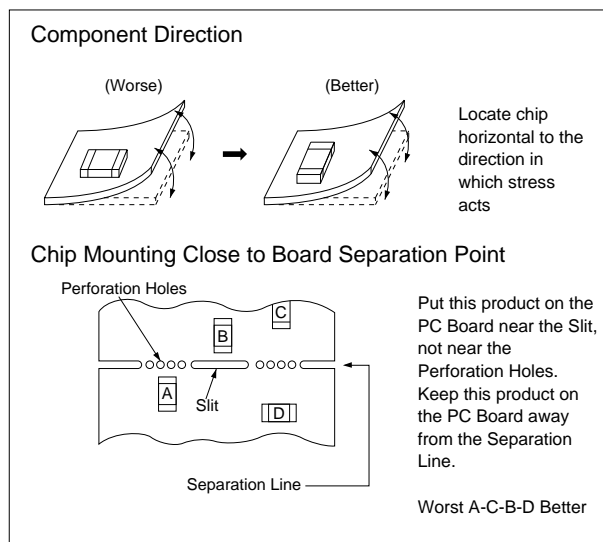 Component Direction
(Worse)
(Better)
Locate chip
horizontal to the
direction in
which stress
acts
Chip Mounting Close to Board Separation Point
Perforation Holes
C
B
A
Slit
D
Separation Line
Put this product on the
PC Board near the Slit,
not near the
Perforation Holes.
Keep this product on
the PC Board away
from the Separation
Line.
Worst A-C-B-D Better